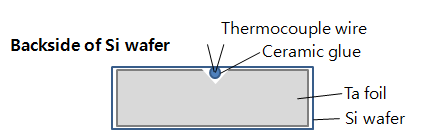 Thermocouple wire
Backside of Si wafer
Ceramic glue
Ta foil
Si wafer